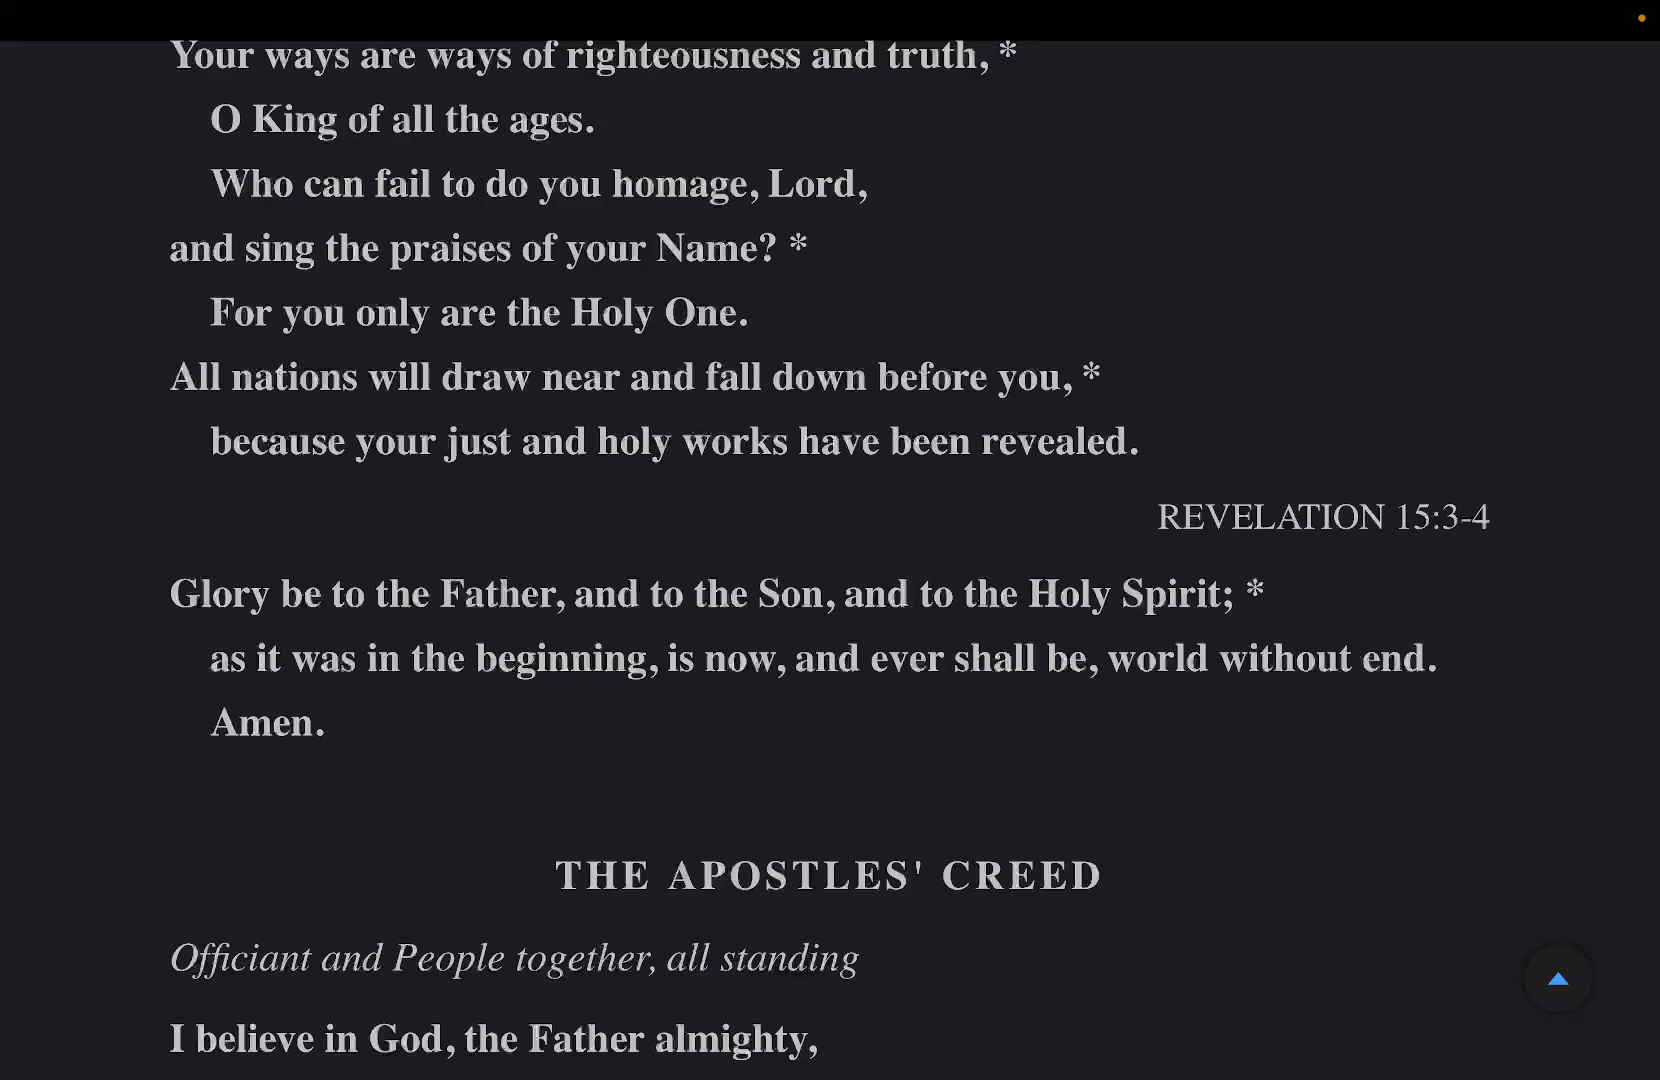 Your ways are ways of righteousness and truth, *
O King of all the ages.
Who can fail to do you homage, Lord,
and sing the praises of your Name? *
For you only are the Holy One.
All nations will draw near and fall down before you, *
because your just and holy works have been revealed.
REVELATION 15:3-4
Glory be to the Father, and to the Son, and to the Holy Spirit; *
as it was in the beginning, is now, and ever shall be, world without end.
Amen.
THE APOSTLES' CREED
Officiant and People together, all standing
I believe in God, the Father almighty,